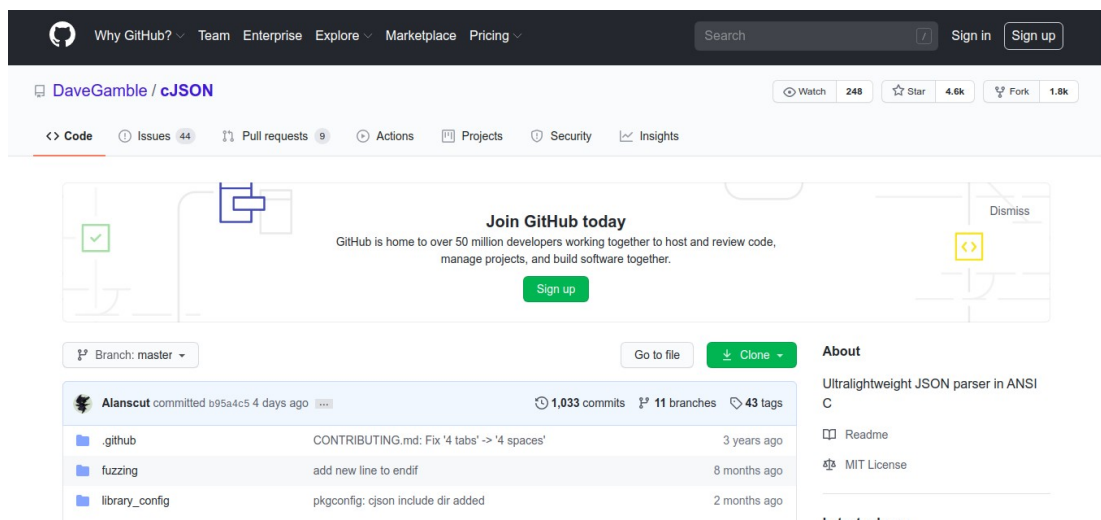 Why GitHub? Team Enterprise Explore Marketplace Pricing Search / Sign in Sign up
DaveGamble / cJSON Watch 248 Star 4.6k Fork 1.8k
<> Code Issues 44 Pull requests 9 Actions Projects Security Insights
Join GitHub today
Dismiss
GitHub is home to over 50 million developers working together to host and review code,
manage projects, and build software together.
Sign up
Branch: master Go to file Clone
About
Ultralightweight JSON parser in ANSI
C
Readme
MIT License
Alanscut committed b95a4c5 4 days ago ... 1,033 commits 11 branches 43 tags
.github CONTRIBUTING.md: Fix '4 tabs' -> '4 spaces' 3 years ago
fuzzing add new line to endif 8 months ago
library_config pkgconfig: cjson include dir added 2 months ago